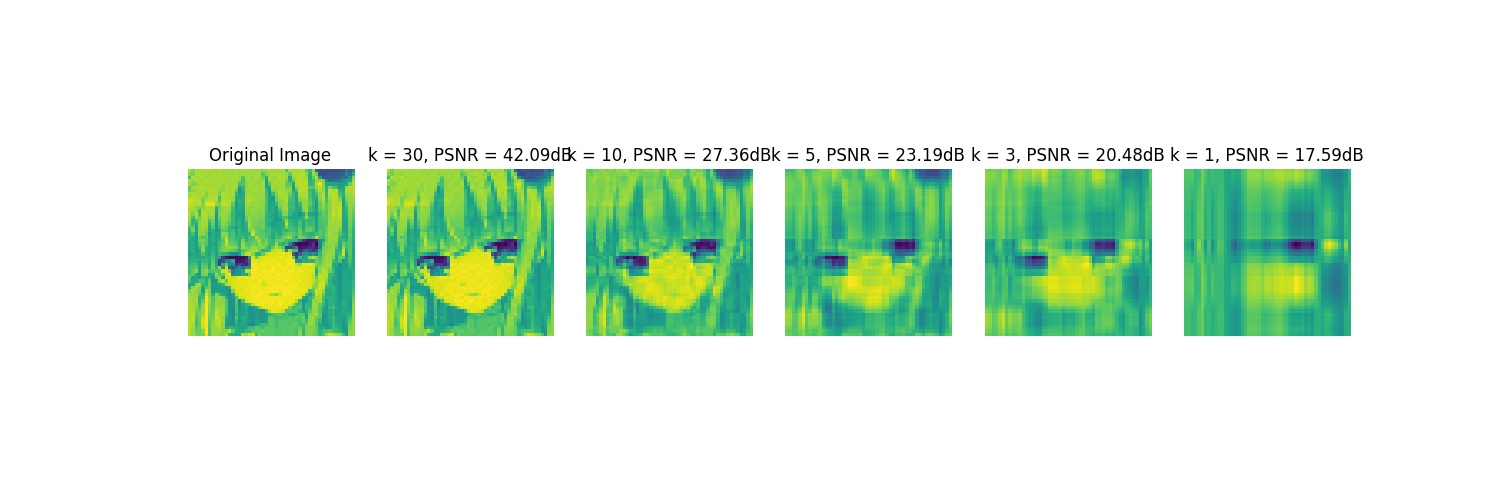 Original Image
k = 30, PSNR = 42.09dB
k = 10, PSNR = 27.36dB
k = 5, PSNR = 23.19dB
k = 3, PSNR = 20.48dB
k = 1, PSNR = 17.59dB